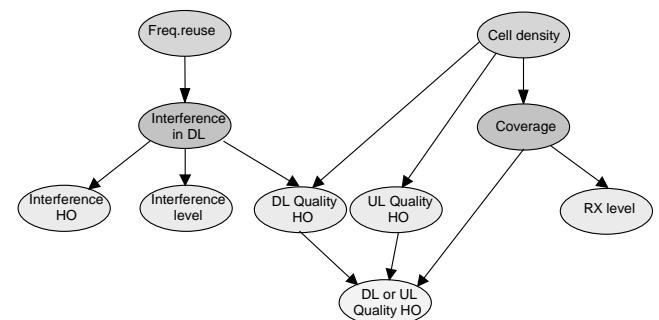 Freq.reuse
Cell density
Interference
in DL
Coverage
Interference
HO
Interference
level
DL Quality
HO
UL Quality
HO
RX level
DL or UL
Quality HO